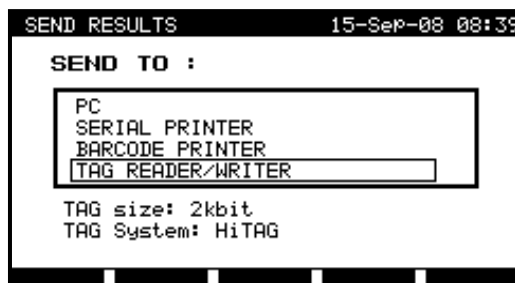 SEND RESULTS 15-Sep-08 08:39
SEND TO :
PC
SERIAL PRINTER
BARCODE PRINTER
TAG READER/WRITER
TAG size: 2kbit
TAG System: HiTAG